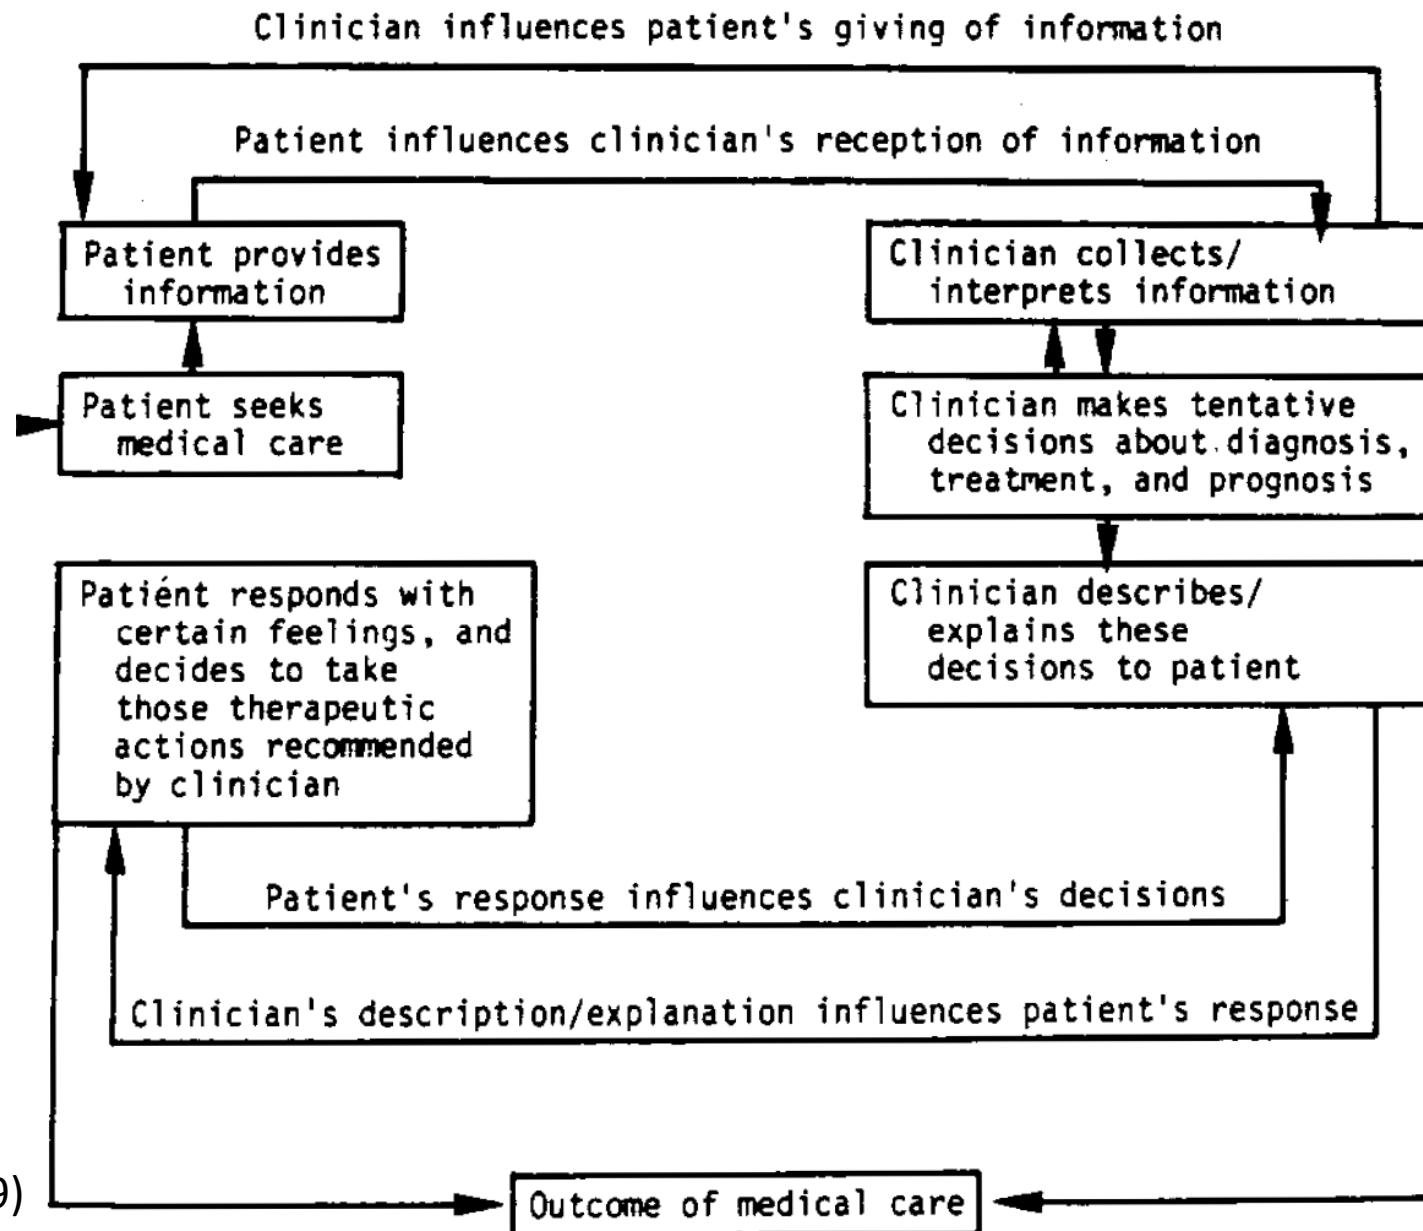 Clinician influences patient's giving of information
Patient influences clinician's reception of information
Patient provides
information
Clinician collects/
interprets information
Patient seeks
medical care
Clinician makes tentative
decisions about diagnosis,
treatment, and prognosis
Patient responds with
certain feelings, and
decides to take
those therapeutic
actions recommended
by clinician
Clinician describes/
explains these
decisions to patient
Patient's response influences clinician's decisions
Clinician's description/explanation influences patient's response
9)
Outcome of medical care